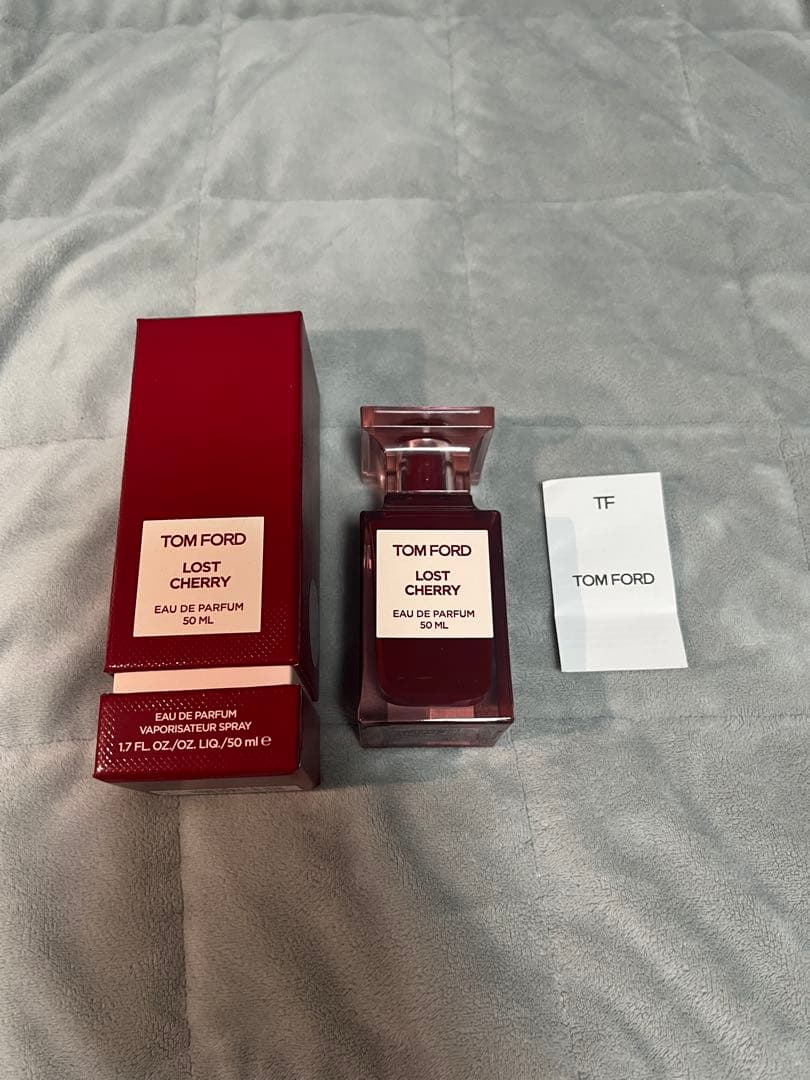 TOM FORD
LOST
CHERRY
EAU DE PARFUM
50 ML
EAU DE PARFUM
VAPORISATEUR SPRAY
1.7 FL. OZ./OZ. LIQ./50 ml e
TOM FORD
LOST
CHERRY
EAU DE PARFUM
50 ML
TF
TOM FORD